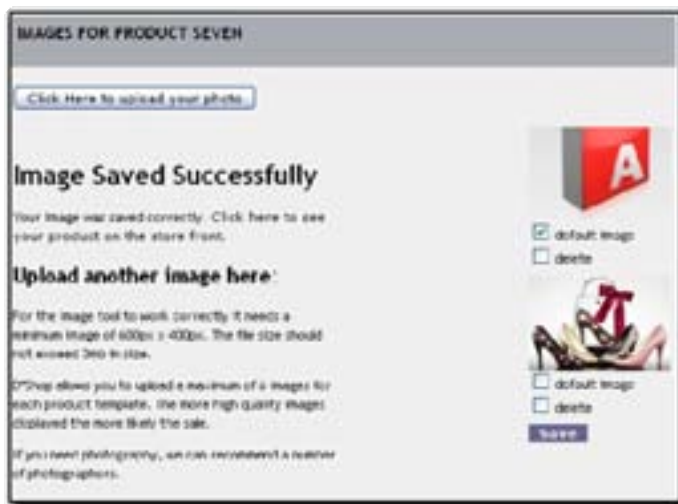 IMAGES FOR PRODUCT SEVEN
Click Here to upload your photo
Image Saved Successfully
Your image was saved correctly. Click here to see
your product on the store front.
Upload another image here:
For the image tool to work correctly it needs a
minimum image of 600px x 400px. The file size should
not exceed in size.
allows you to upload a maximum of images for
each product template. The more high quality images
displayed the more likely the sale.
If you need photography, we can recommend a number
of photographers.
A
default image
delete
default image
delete
save